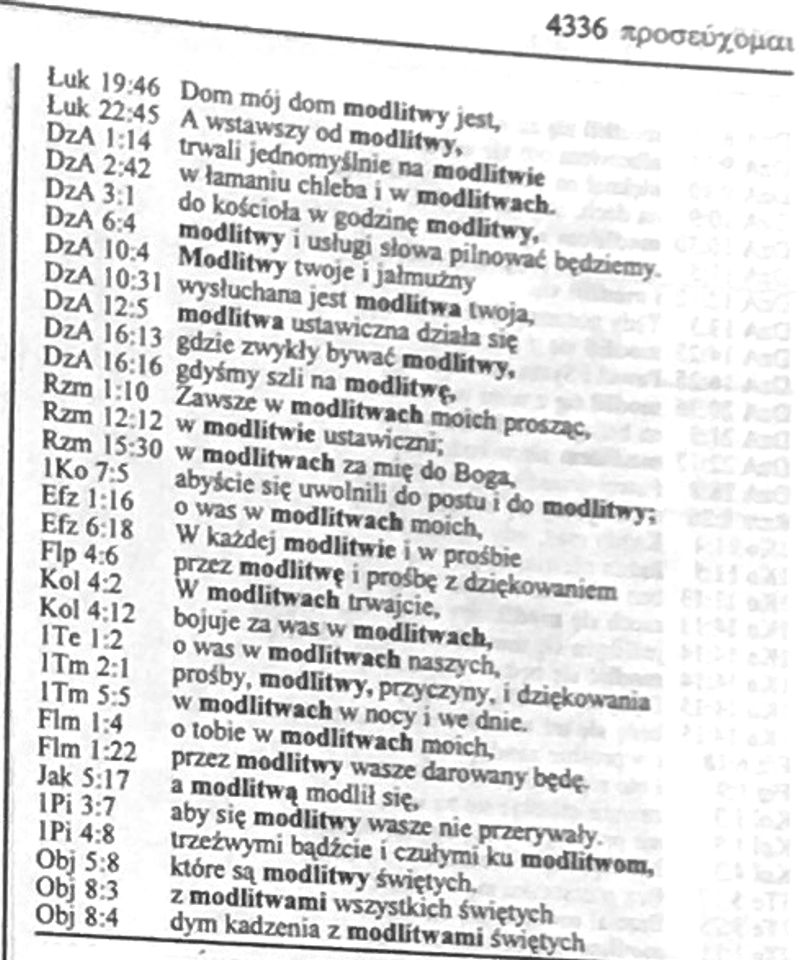 4336 προσεύχομαι
Łuk 19:46 Dom mój dom modlitwy jest,
Łuk 22:45 A wstawszy od modlitwy,
DzA 1:14 trwali jednomyślnie na modlitwie
DzA 2:42 w łamaniu chleba i w modlitwach.
DzA 3:1 do kościoła w godzinę modlitwy,
DzA 6:4 modlitwy i usługi słowa pilnować będziemy.
DzA 10:4 Modlitwy twoje i jałmużny
DzA 10:31 wysłuchana jest modlitwa twoja,
DzA 12:5 modlitwa ustawiczna działa się
DzA 16:13 gdzie zwykły bywać modlitwy,
DzA 16:16 gdyśmy szli na modlitwę,
Rzm 1:10 Zawsze w modlitwach moich prosząc,
Rzm 12:12 w modlitwie ustawiczni;
Rzm 15:30 w modlitwach za mię do Boga,
1Ko 7:5 abyście się uwolnili do postu i do modlitwy;
Efz 1:16 o was w modlitwach moich,
Efz 6:18 W każdej modlitwie i w prośbie
Flp 4:6 przez modlitwę i prośbę z dziękowaniem
Kol 4:2 W modlitwach trwajcie,
Kol 4:12 bojuje za was w modlitwach,
1Te 1:2 o was w modlitwach naszych,
1Tm 2:1 prośby, modlitwy, przyczyny, i dziękowania
1Tm 5:5 w modlitwach w nocy i we dnie.
Flm 1:4 o tobie w modlitwach moich,
Flm 1:22 przez modlitwy wasze darowany będę,
Jak 5:17 a modlitwą modlił się,
1Pi 3:7 aby się modlitwy wasze nie przerywały.
1Pi 4:8 trzeźwymi bądźcie i czułymi ku modlitwom,
Obj 5:8 które są modlitwy świętych,
Obj 8:3 z modlitwami wszystkich świętych
Obj 8:4 dym kadzenia z modlitwami świętych